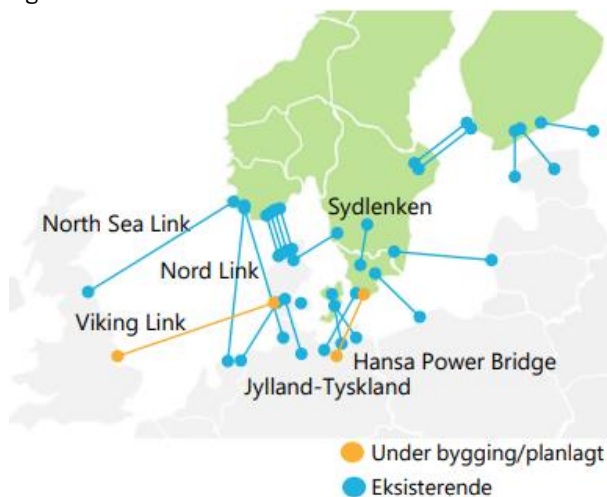 North Sea Link
Sydlenken
Nord Link
Viking Link
Hansa Power Bridge
Jylland-Tyskland
Under bygging/planlagt
Eksisterende